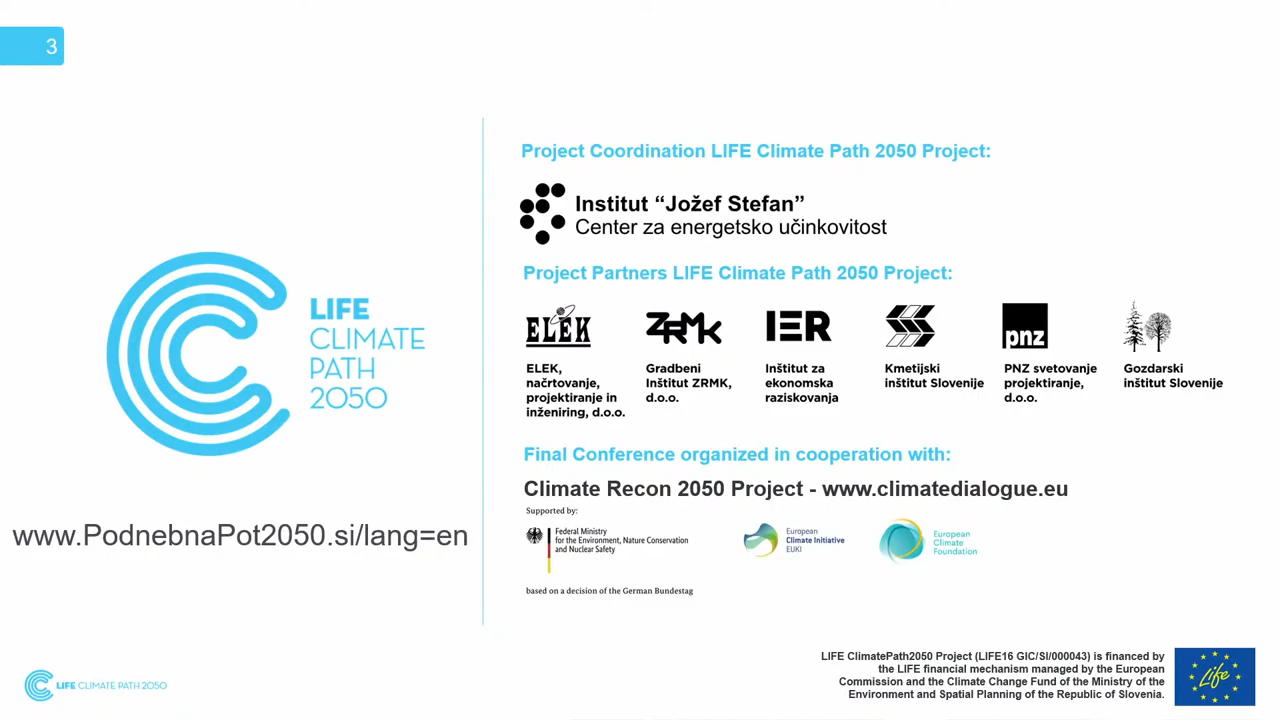 3
LIFE
CLIMATE
PATH
2050
www.PodnebnaPot2050.si/lang=en
Project Coordination LIFE Climate Path 2050 Project:
Institut “Jožef Stefan”
Center za energetsko učinkovitost
Project Partners LIFE Climate Path 2050 Project:
ELEK
ELEK,
načrtovanje,
projektiranje in
inženiring, d.o.o.
ZRMK
Gradbeni
Inštitut ZRMK,
d.o.o.
IER
Inštitut za
ekonomska
raziskovanja
Kmetijski
inštitut Slovenije
pnz
PNZ svetovanje
projektiranje,
d.o.o.
Gozdarski
inštitut Slovenije
Final Conference organized in cooperation with:
Climate Recon 2050 Project - www.climatedialogue.eu
Supported by:
Federal Ministry
for the Environment, Nature Conservation
and Nuclear Safety
European
Climate Initiative
EUKI
European
Climate
Foundation
based on a decision of the German Bundestag
LIFE CLIMATE PATH 2050
LIFE ClimatePath2050 Project (LIFE16 GIC/SI/000043) is financed by
the LIFE financial mechanism managed by the European
Commission and the Climate Change Fund of the Ministry of the
Environment and Spatial Planning of the Republic of Slovenia.
Life